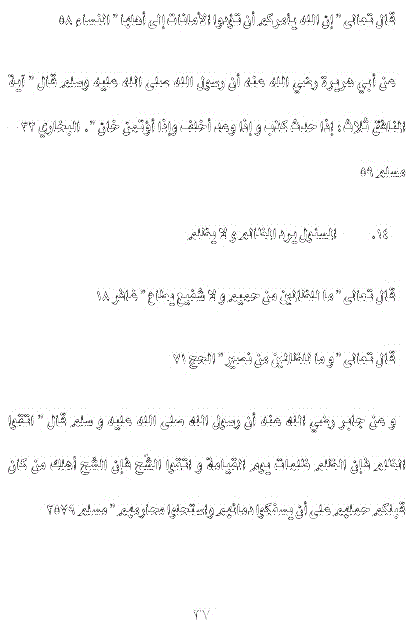 قال تعالى " إن الله يأمركم أن تؤدوا الأمانات إلى أهلها " النساء ٥٨
عن أبي هريرة رضي الله عنه أن رسول الله صلى الله عليه وسلم قال " آية
المنافق ثلاث : إذا حدث كذب و إذا وعد أخلف وإذا أؤتمن خان " . البخاري ٣٣
مسلم ٥٩
١٤. المسئول يرد المظالم و لا يظلم
قال تعالى " ما للظالمين من حميم و لا شفيع يطاع " غافر ١٨
قال تعالى " و ما للظالمين من نصير " الحج ٧١
و عن جابر رضي الله عنه أن رسول الله صلى الله عليه و سلم قال " اتقوا
الظلم فإن الظلم ظلمات يوم القيامة و اتقوا الشح فإن الشح أهلك من كان
قبلكم حملهم على أن يسفكوا دمائهم واستحلوا محارمهم " مسلم ٢٥٧٩
٣٧